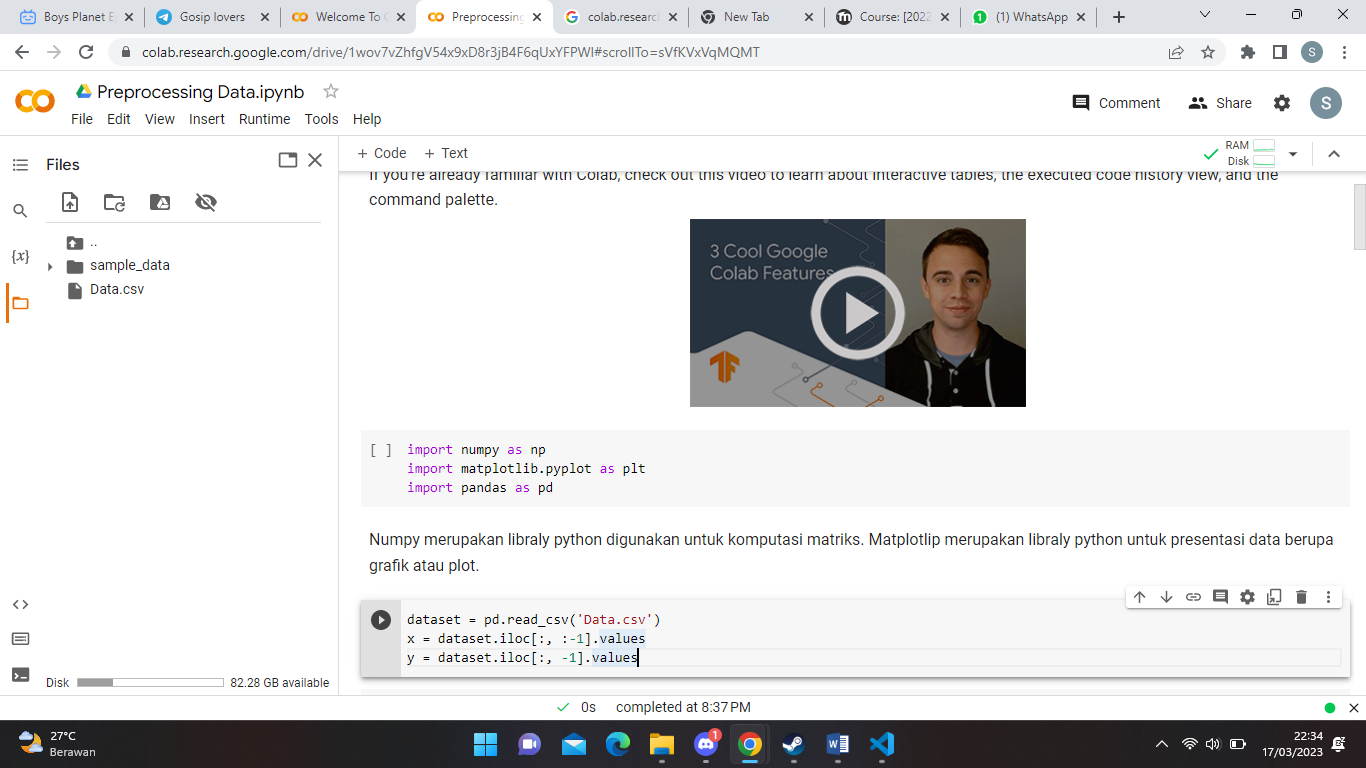 Boys Planet E
Gosip lovers
Welcome To C
Preprocessing
colab.researc
New Tab
Course: [2022
(1) WhatsApp
colab.research.google.com/drive/1wov7vZhfgV54x9xD8r3jB4F6qUxYFPWl#scrollTo=sVfKVxVqMQMT
S
Preprocessing Data.ipynb
File Edit View Insert Runtime Tools Help
Comment
Share
S
Files
+ Code + Text
RAM
Disk
If you're already familiar with Colab, check out this video to learn about interactive tables, the executed code history view, and the
command palette.
..
sample_data
Data.csv
{x}
3 Cool Google
Colab Features
[ ] import numpy as np
import matplotlib.pyplot as plt
import pandas as pd
Numpy merupakan libraly python digunakan untuk komputasi matriks. Matplotlip merupakan libraly python untuk presentasi data berupa
grafik atau plot.
dataset = pd.read_csv('Data.csv')
x = dataset.iloc[:, :-1].values
y = dataset.iloc[:, -1].values
Disk
82.28 GB available
0s completed at 8:37 PM
27°C
Berawan
1
22:34
17/03/2023